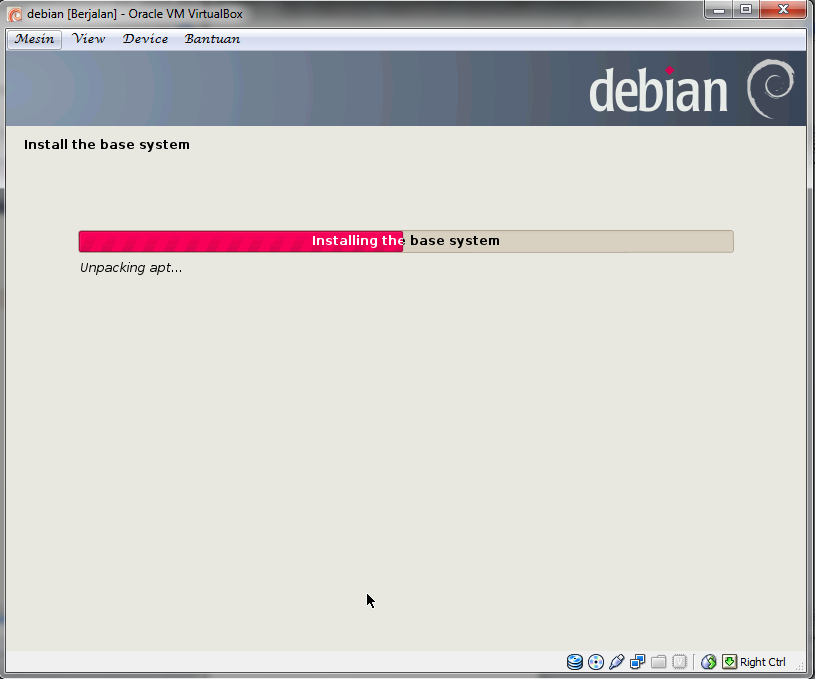 debian [Berjalan] - Oracle VM VirtualBox
Mesin View Device Bantuan
debian
Install the base system
Installing the base system
Unpacking apt...
Right Ctrl